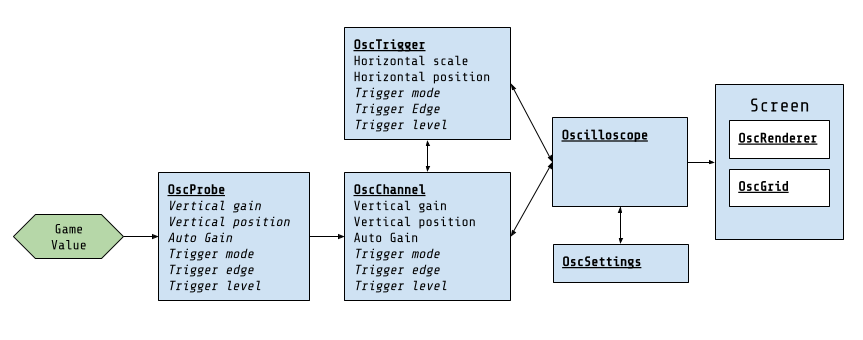 Game
Value
OscProbe
Vertical gain
Vertical position
Auto Gain
Trigger mode
Trigger edge
Trigger level
OscTrigger
Horizontal scale
Horizontal position
Trigger mode
Trigger Edge
Trigger level
OscChannel
Vertical gain
Vertical position
Auto Gain
Trigger mode
Trigger edge
Trigger level
Oscilloscope
OscSettings
Screen
OscRenderer
OscGrid